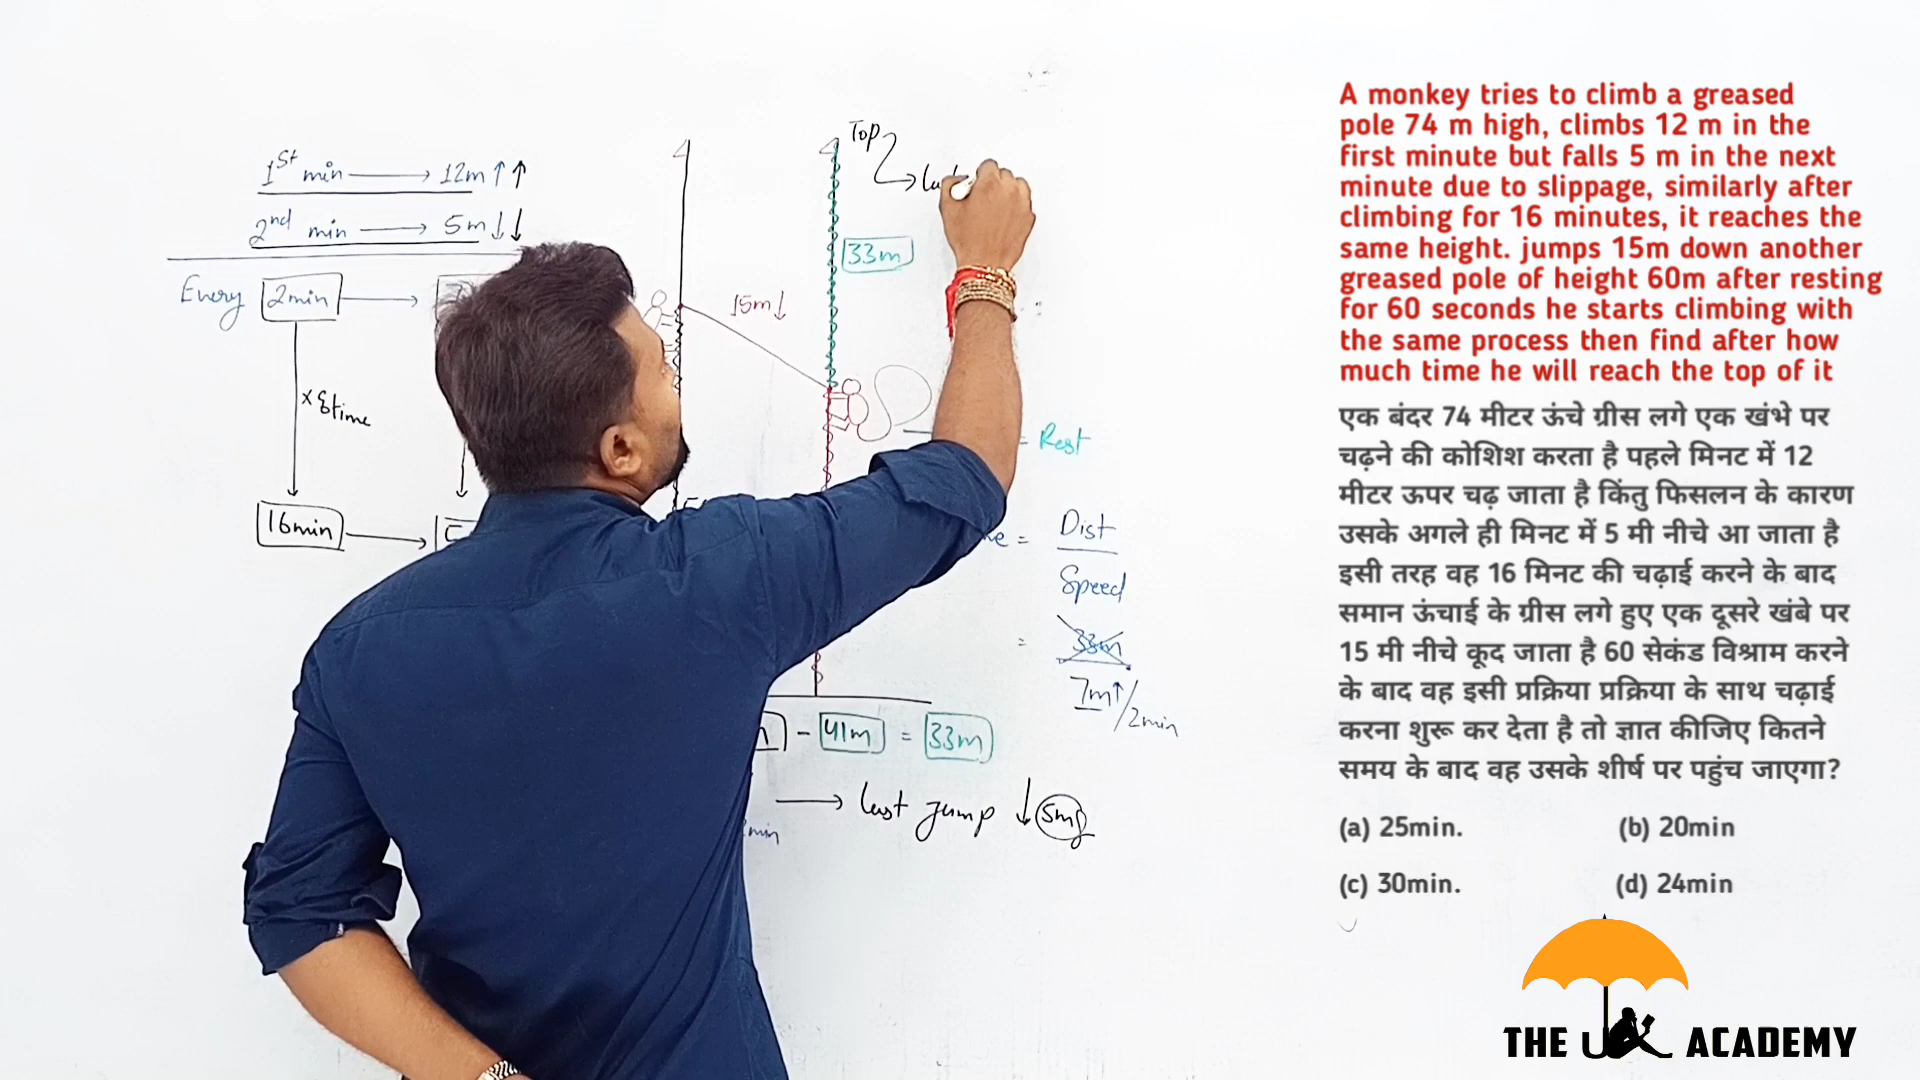 1st min → 12m ↑↑
2nd min → 5m ↓↓
Every 2min →
× 8 time
16min →
15m↓
Top
33m
= Rest
= Dist
Speed
= 33m
7m↑/2min
- 41m = 33m
→ last jump ↓ 5m
A monkey tries to climb a greased
pole 74 m high, climbs 12 m in the
first minute but falls 5 m in the next
minute due to slippage, similarly after
climbing for 16 minutes, it reaches the
same height. jumps 15m down another
greased pole of height 60m after resting
for 60 seconds he starts climbing with
the same process then find after how
much time he will reach the top of it
एक बंदर 74 मीटर ऊंचे ग्रीस लगे एक खंभे पर
चढ़ने की कोशिश करता है पहले मिनट में 12
मीटर ऊपर चढ़ जाता है किंतु फिसलन के कारण
उसके अगले ही मिनट में 5 मी नीचे आ जाता है
इसी तरह वह 16 मिनट की चढ़ाई करने के बाद
समान ऊंचाई के ग्रीस लगे हुए एक दूसरे खंबे पर
15 मी नीचे कूद जाता है 60 सेकंड विश्राम करने
के बाद वह इसी प्रक्रिया प्रक्रिया के साथ चढ़ाई
करना शुरू कर देता है तो ज्ञात कीजिए कितने
समय के बाद वह उसके शीर्ष पर पहुंच जाएगा?
(a) 25min. (b) 20min
(c) 30min. (d) 24min
THE UK ACADEMY